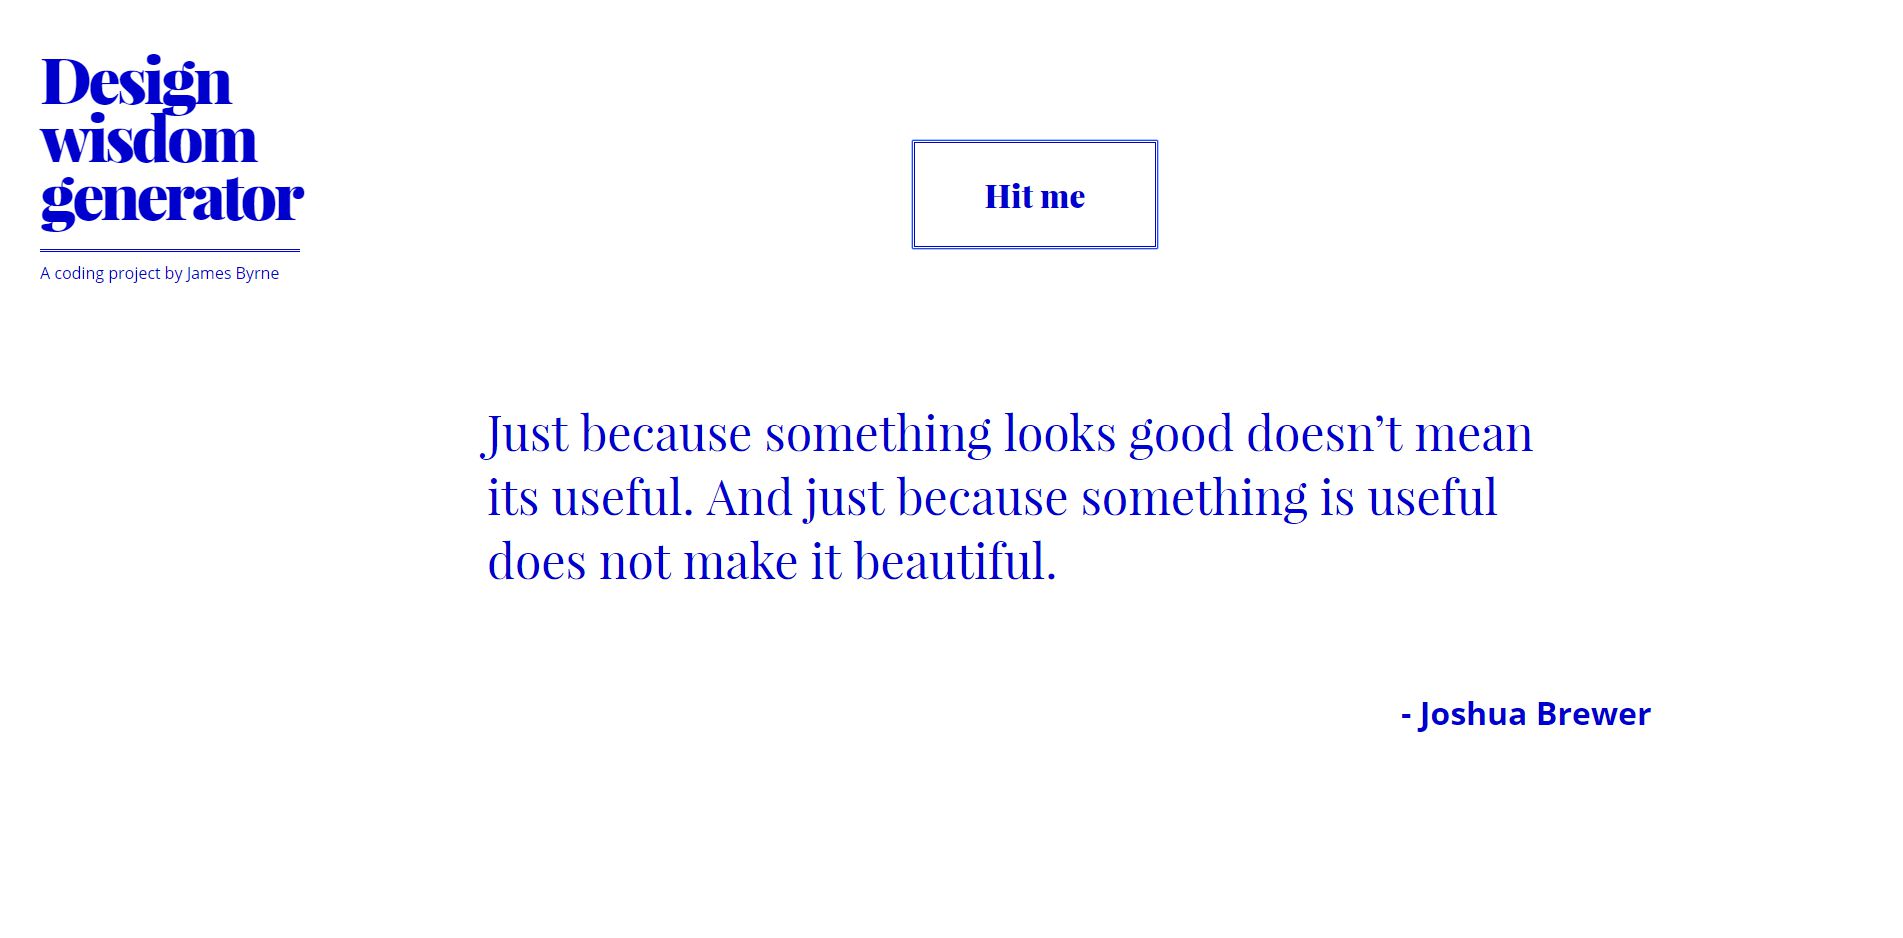 Design
wisdom
generator
A coding project by James Byrne
Hit me
Just because something looks good doesn’t mean
its useful. And just because something is useful
does not make it beautiful.
- Joshua Brewer